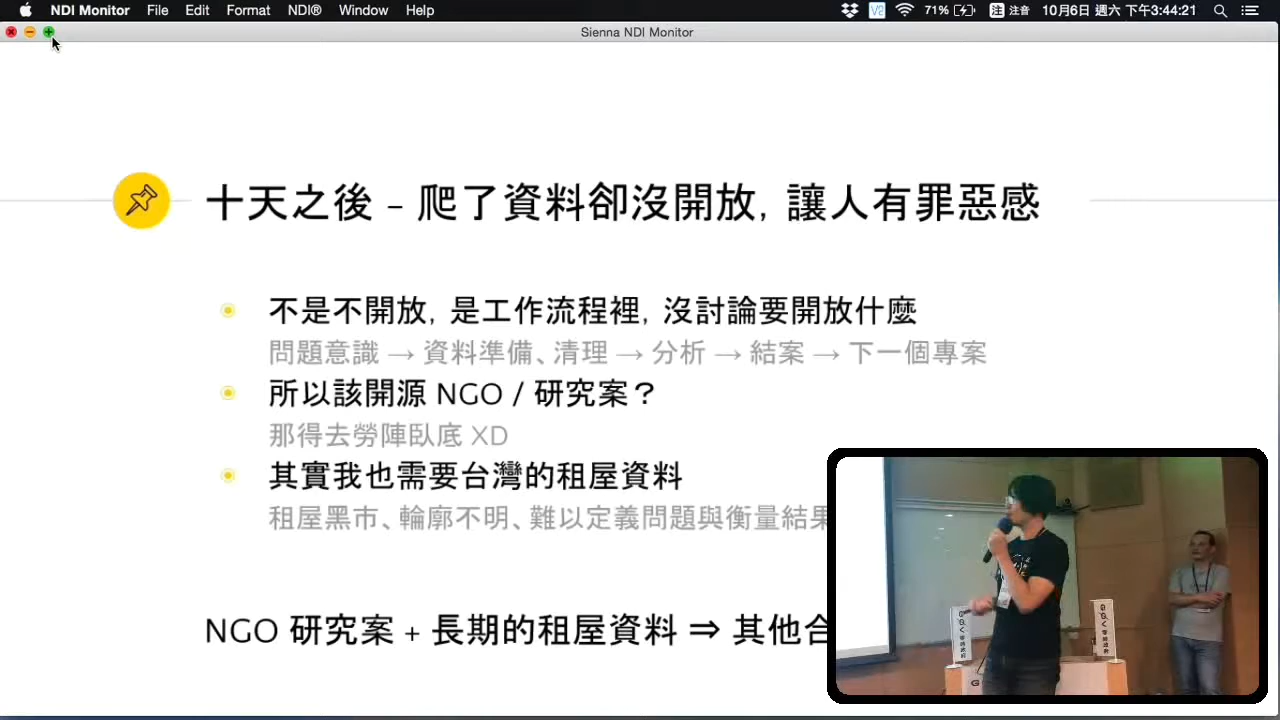 NDI Monitor File Edit Format NDI® Window Help V2 71% 注 注音 10月6日 週六 下午3:44:21
Sienna NDI Monitor
十天之後 – 爬了資料卻沒開放, 讓人有罪惡感
不是不開放, 是工作流程裡, 沒討論要開放什麼
問題意識 → 資料準備、清理 → 分析 → 結案 → 下一個專案
所以該開源 NGO / 研究案？
那得去勞陣臥底 XD
其實我也需要台灣的租屋資料
租屋黑市、輪廓不明、難以定義問題與衡量結果
NGO 研究案 + 長期的租屋資料 ⇒ 其他合